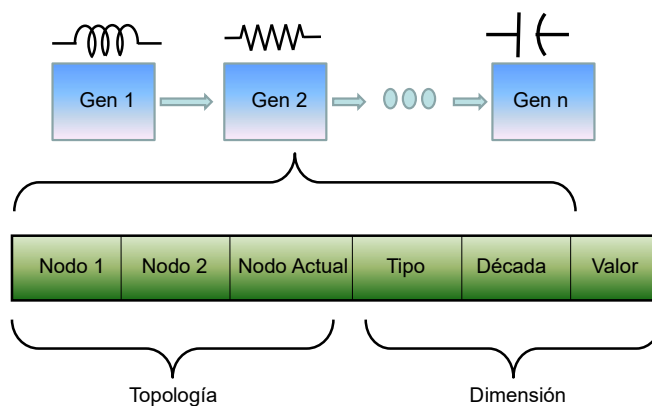 Gen 1 Gen 2 Gen n
Nodo 1 Nodo 2 Nodo Actual Tipo Década Valor
Topología Dimensión